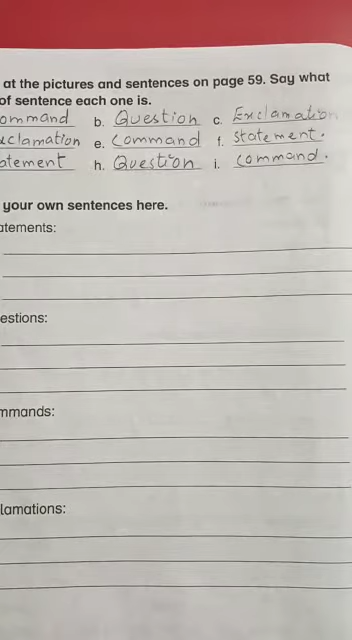 at the pictures and sentences on page 59. Say what
of sentence each one is.
ommand b. Question c. Exclamation
xclamation e. Command f. Statement.
atement h. Question i. Command.
your own sentences here.
atements:
estions:
mmands:
lamations: